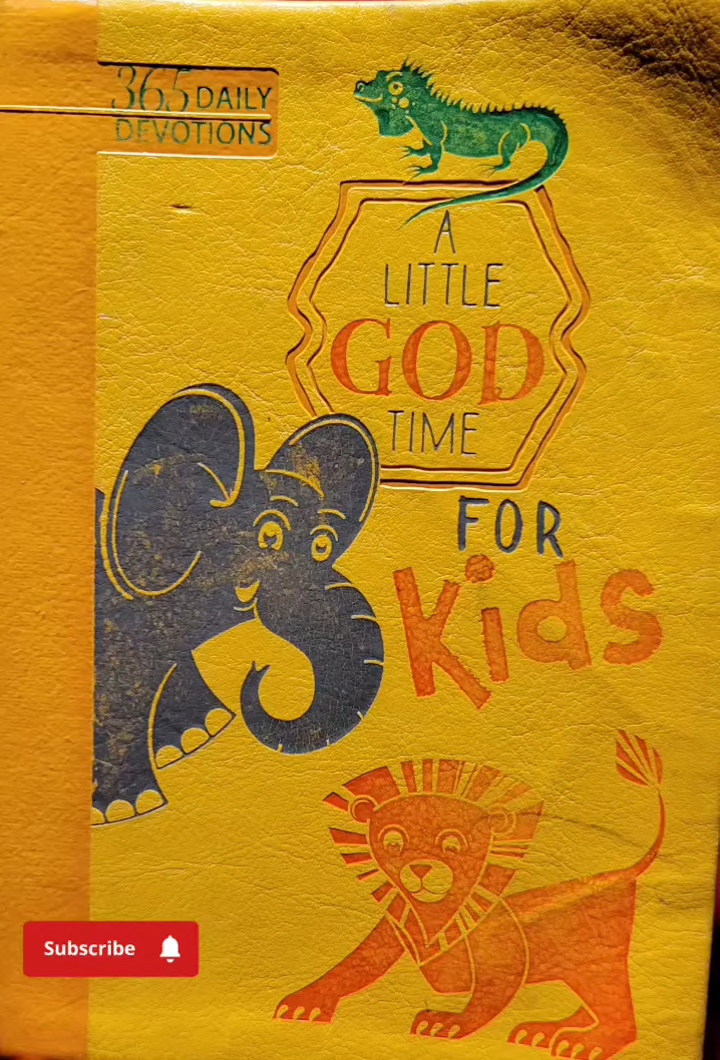 365 DAILY
DEVOTIONS
A
LITTLE
GOD
TIME
FOR
Kids
Subscribe